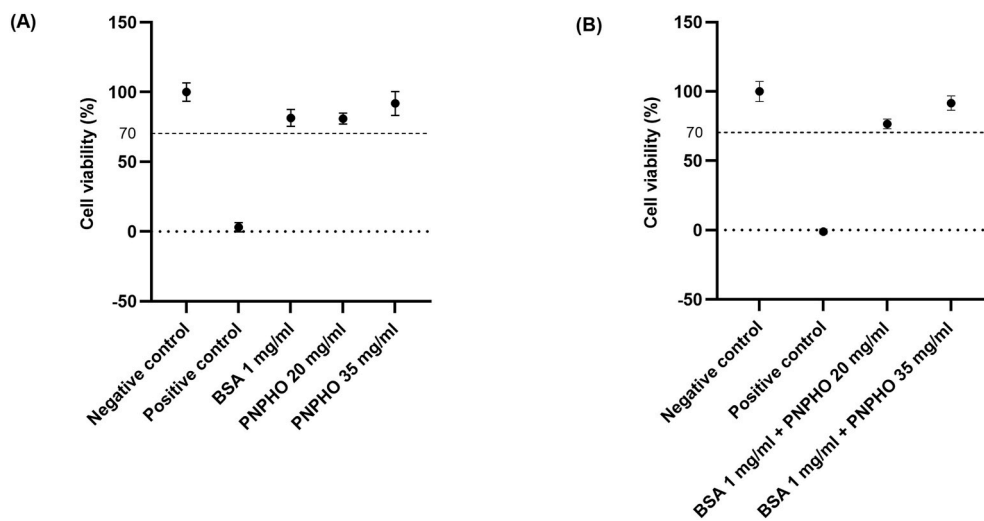 (A)
Cell viability (%)
150
100
70
50
0
-50
Negative control
Positive control
BSA 1 mg/ml
PNPHO 20 mg/ml
PNPHO 35 mg/ml
(B)
Cell viability (%)
150
100
70
50
0
-50
Negative control
Positive control
BSA 1 mg/ml + PNPHO 20 mg/ml
BSA 1 mg/ml + PNPHO 35 mg/ml